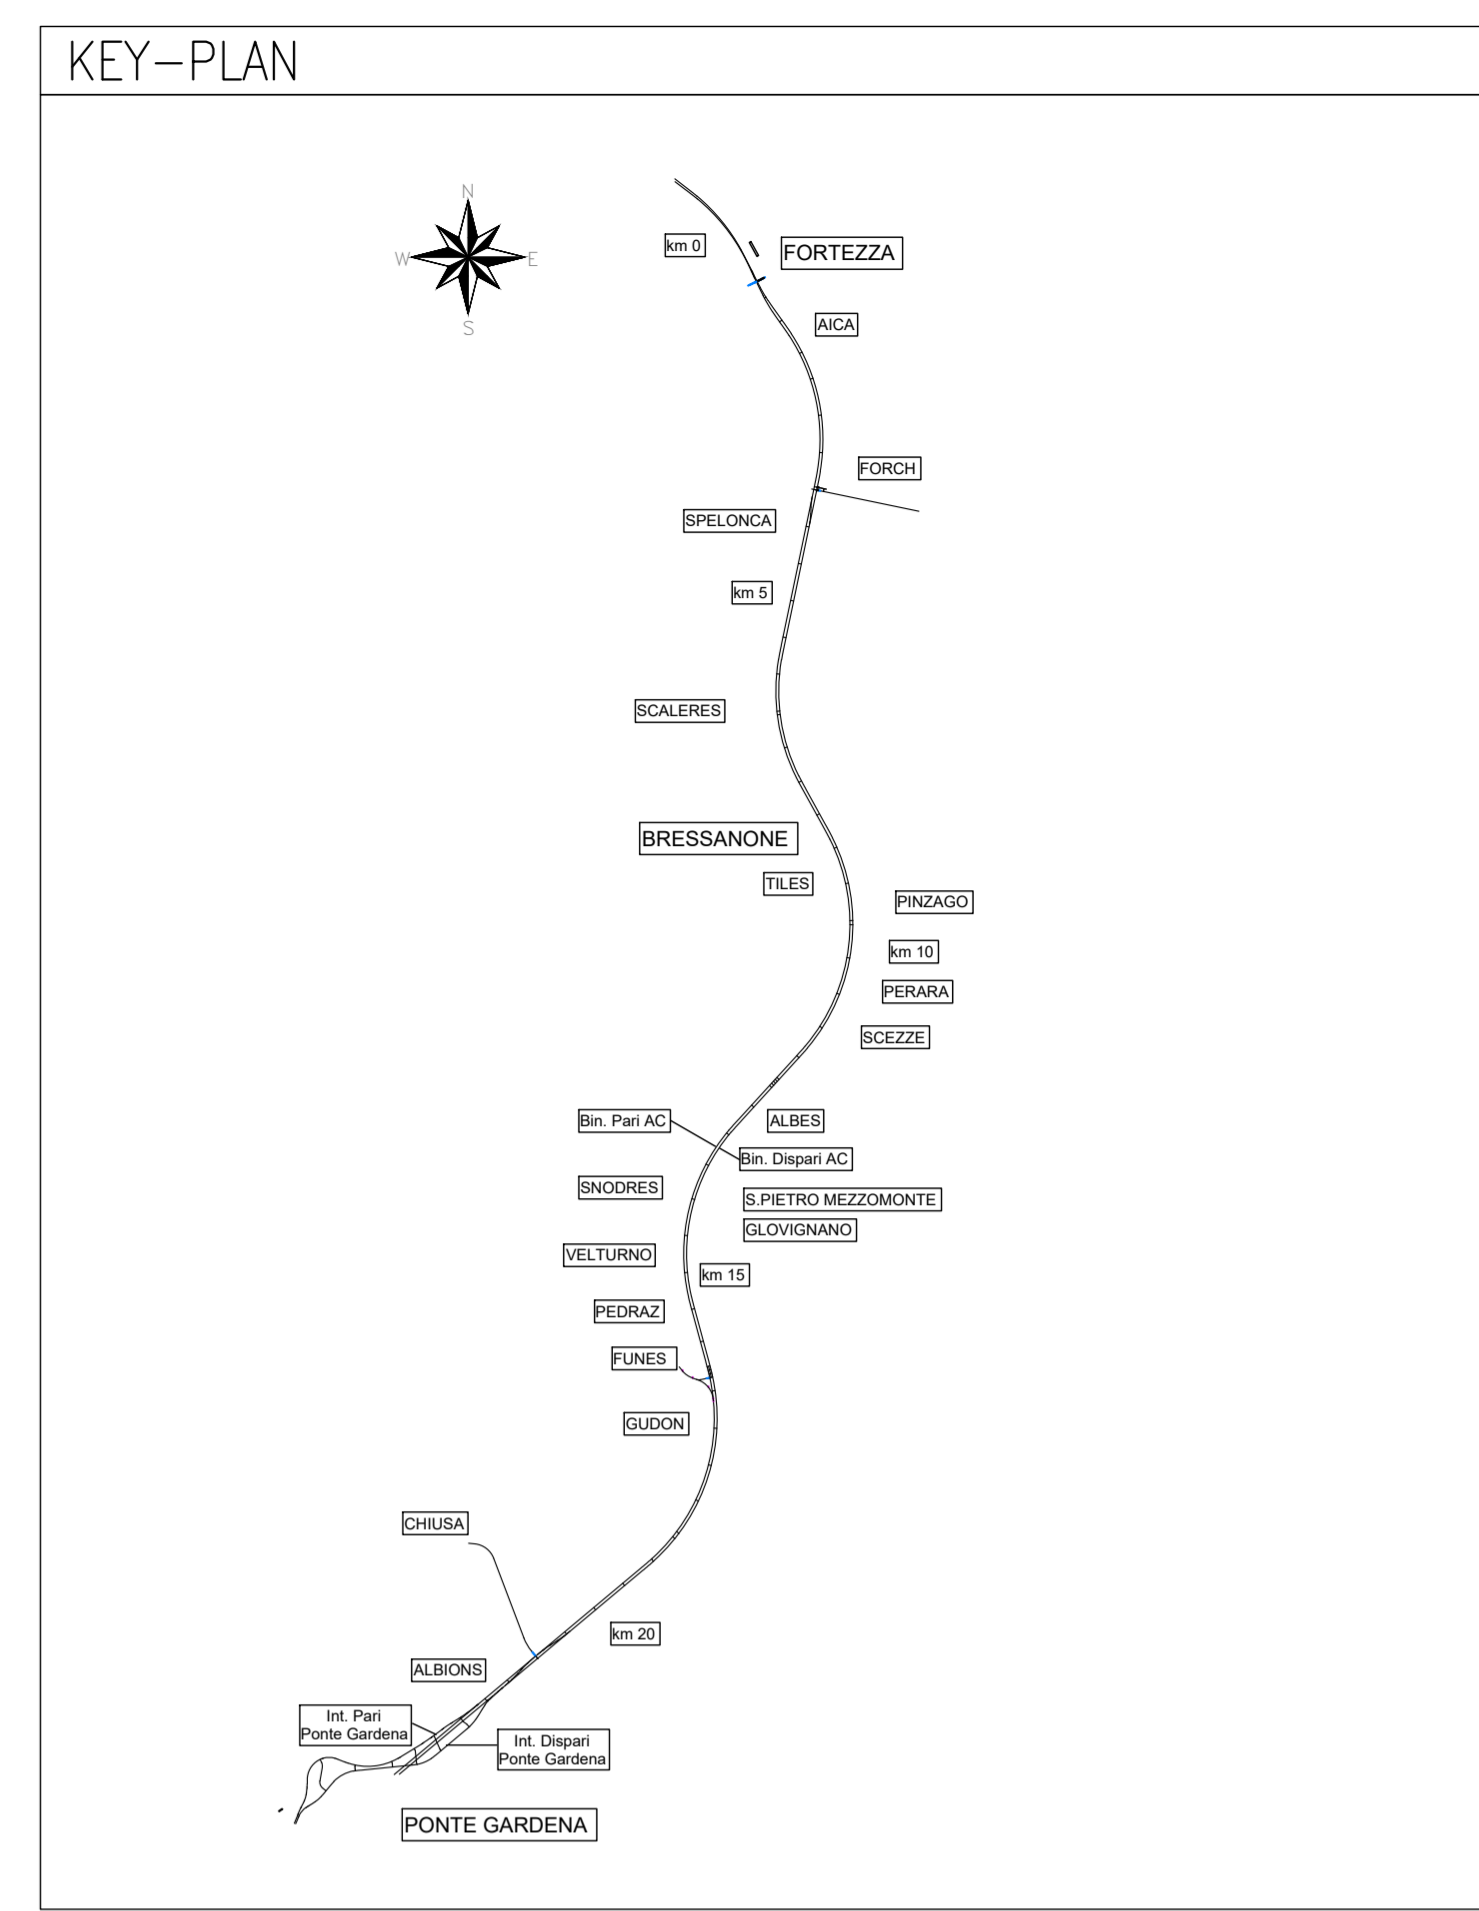 KEY-PLAN
N
W
E
S
km 0
FORTEZZA
AICA
FORCH
SPELONCA
km 5
SCALERES
BRESSANONE
TILES
PINZAGO
km 10
PERARA
SCEZZE
Bin. Pari AC
ALBES
Bin. Dispari AC
SNODRES
S.PIETRO MEZZOMONTE
GLOVIGNANO
VELTURNO
km 15
PEDRAZ
FUNES
GUDON
CHIUSA
km 20
ALBIONS
Int. Pari
Ponte Gardena
Int. Dispari
Ponte Gardena
PONTE GARDENA